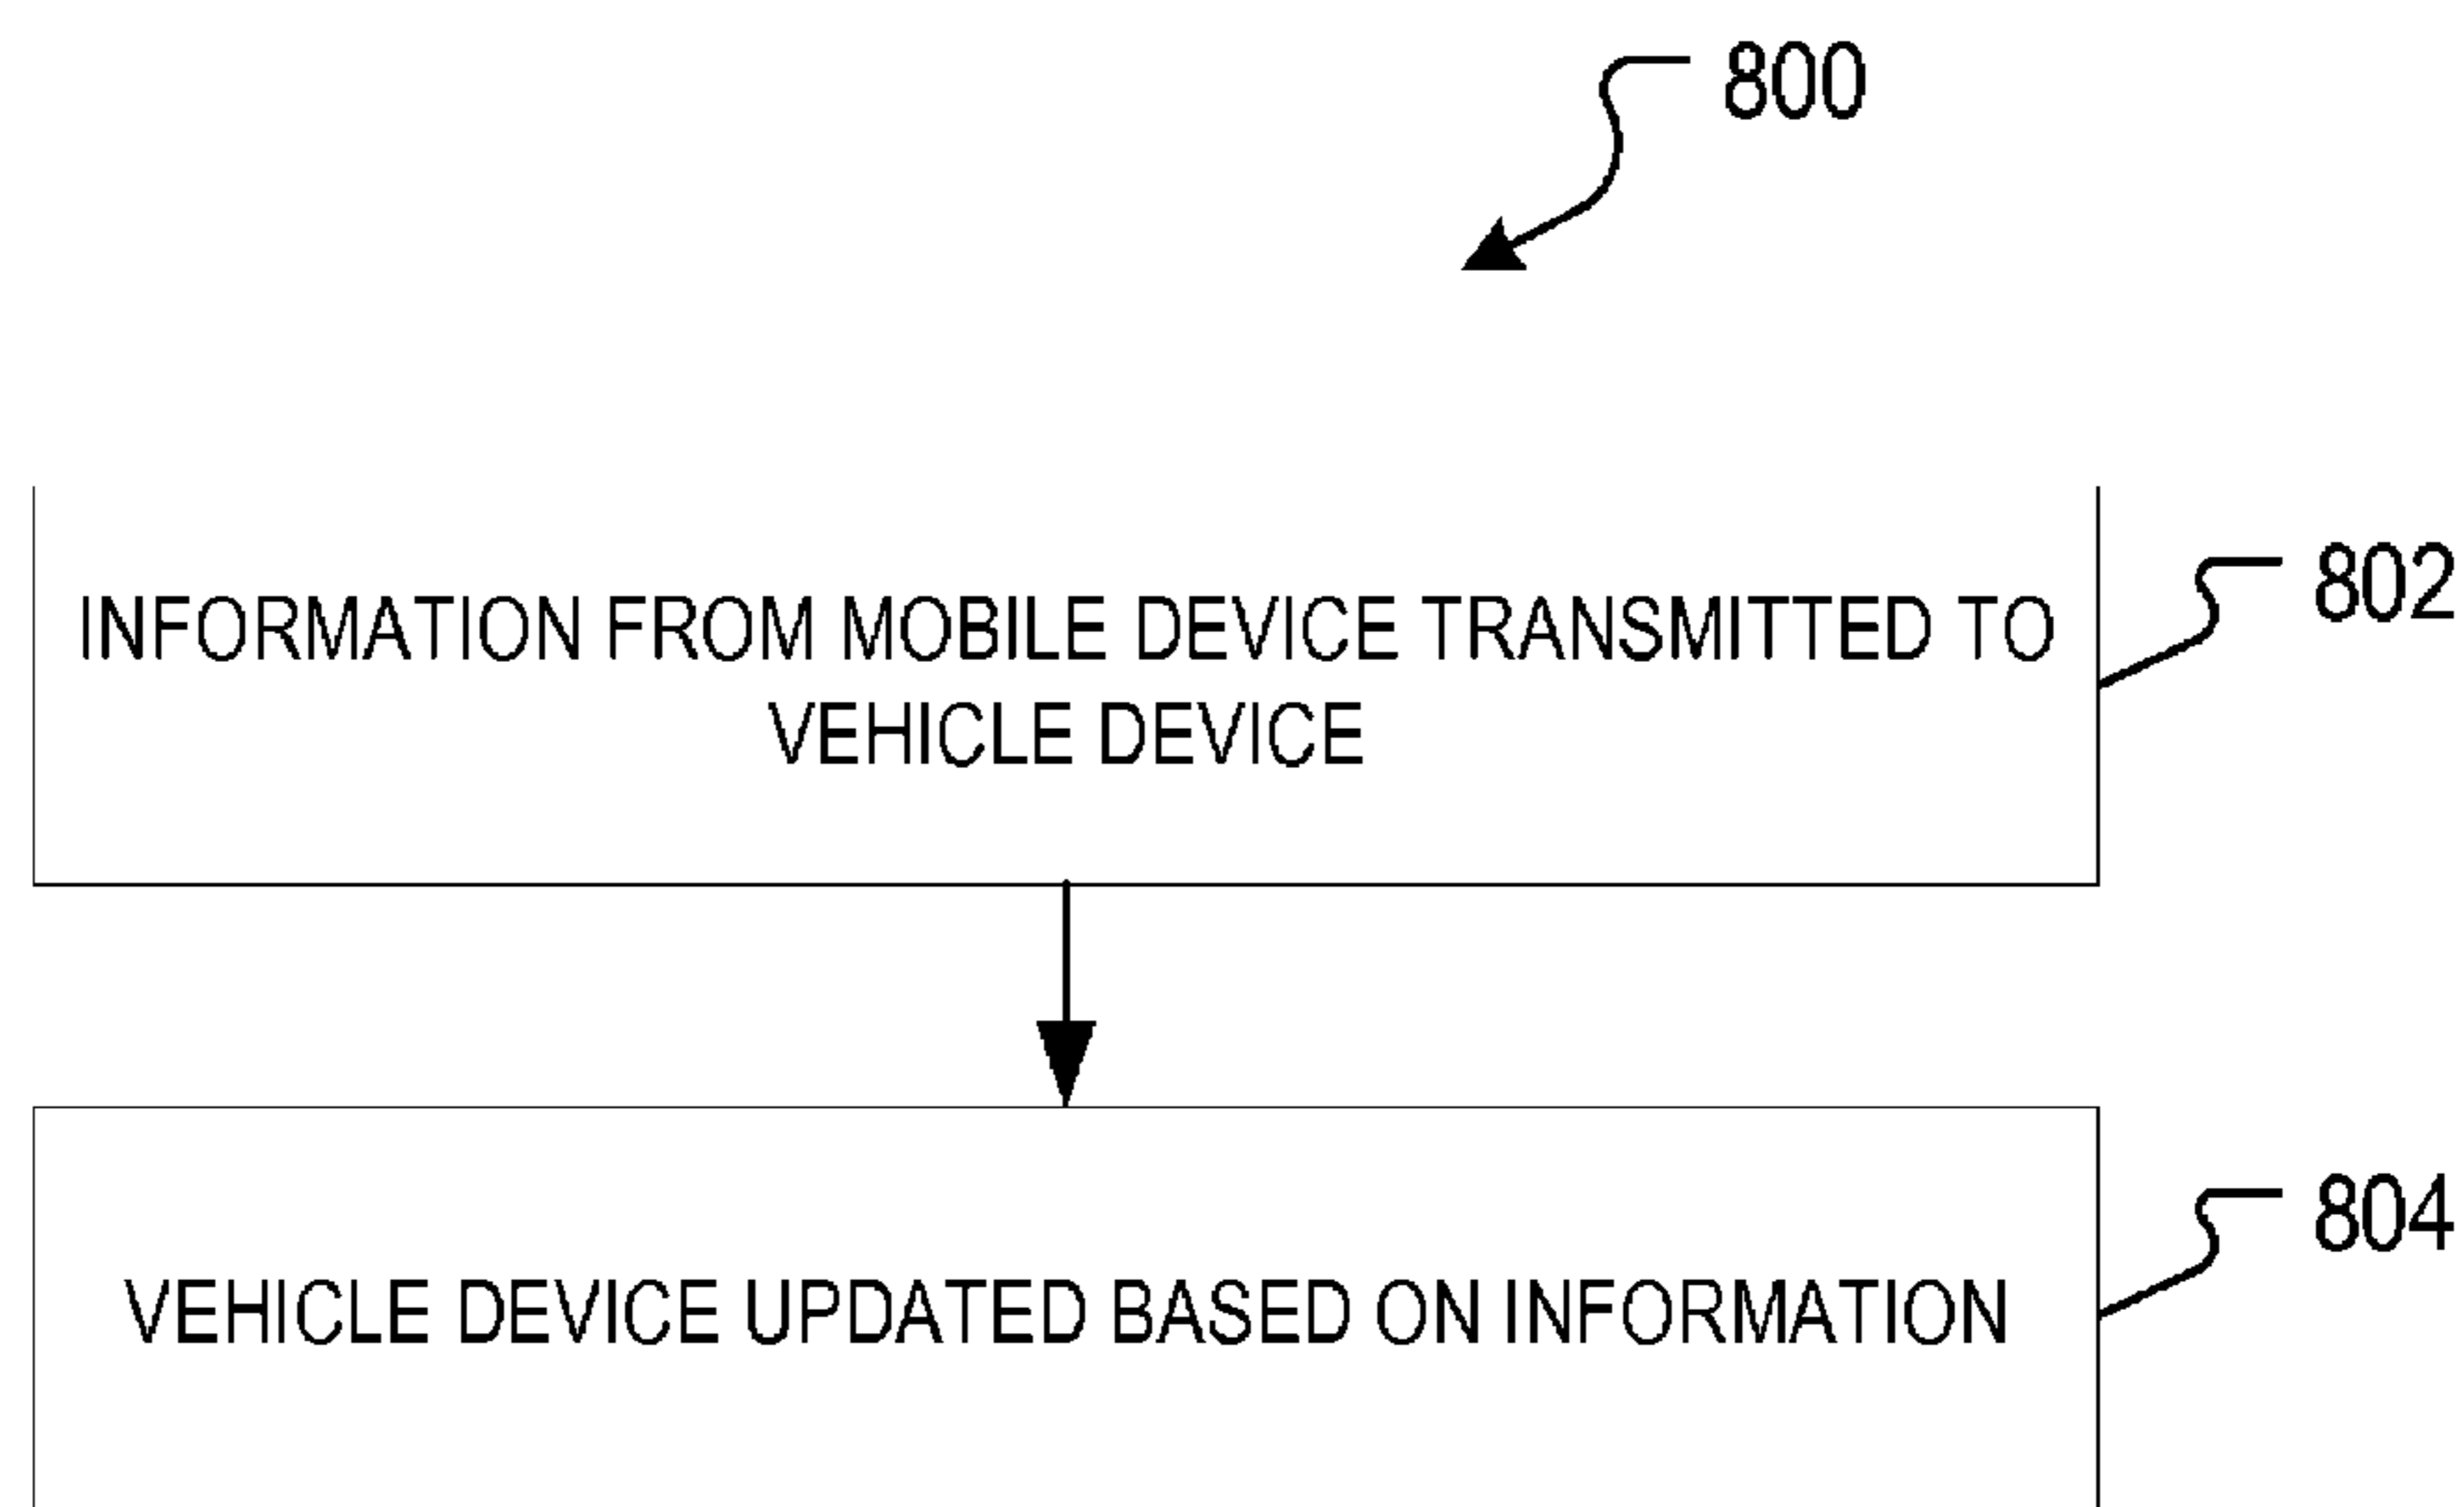 800
INFORMATION FROM MOBILE DEVICE TRANSMITTED TO
VEHICLE DEVICE
802
VEHICLE DEVICE UPDATED BASED ON INFORMATION
804